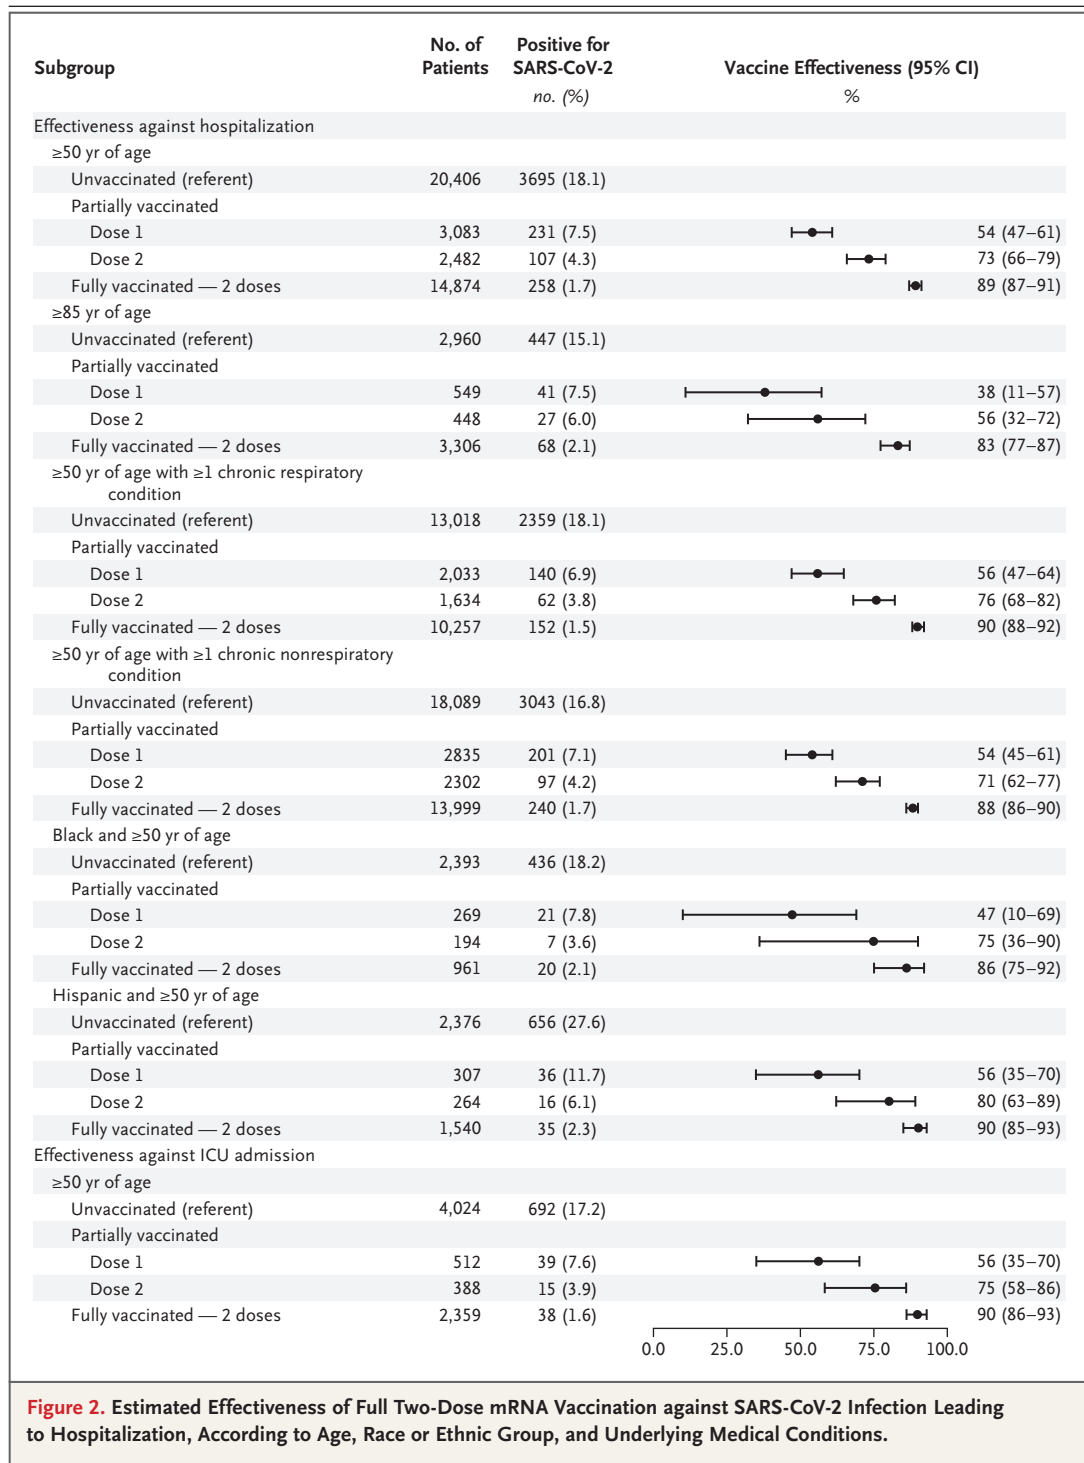 Subgroup No. of Patients Positive for SARS-CoV-2 Vaccine Effectiveness (95% CI)
no. (%) %
Effectiveness against hospitalization
≥50 yr of age
Unvaccinated (referent) 20,406 3695 (18.1)
Partially vaccinated
Dose 1 3,083 231 (7.5) 54 (47–61)
Dose 2 2,482 107 (4.3) 73 (66–79)
Fully vaccinated — 2 doses 14,874 258 (1.7) 89 (87–91)
≥85 yr of age
Unvaccinated (referent) 2,960 447 (15.1)
Partially vaccinated
Dose 1 549 41 (7.5) 38 (11–57)
Dose 2 448 27 (6.0) 56 (32–72)
Fully vaccinated — 2 doses 3,306 68 (2.1) 83 (77–87)
≥50 yr of age with ≥1 chronic respiratory
condition
Unvaccinated (referent) 13,018 2359 (18.1)
Partially vaccinated
Dose 1 2,033 140 (6.9) 56 (47–64)
Dose 2 1,634 62 (3.8) 76 (68–82)
Fully vaccinated — 2 doses 10,257 152 (1.5) 90 (88–92)
≥50 yr of age with ≥1 chronic nonrespiratory
condition
Unvaccinated (referent) 18,089 3043 (16.8)
Partially vaccinated
Dose 1 2835 201 (7.1) 54 (45–61)
Dose 2 2302 97 (4.2) 71 (62–77)
Fully vaccinated — 2 doses 13,999 240 (1.7) 88 (86–90)
Black and ≥50 yr of age
Unvaccinated (referent) 2,393 436 (18.2)
Partially vaccinated
Dose 1 269 21 (7.8) 47 (10–69)
Dose 2 194 7 (3.6) 75 (36–90)
Fully vaccinated — 2 doses 961 20 (2.1) 86 (75–92)
Hispanic and ≥50 yr of age
Unvaccinated (referent) 2,376 656 (27.6)
Partially vaccinated
Dose 1 307 36 (11.7) 56 (35–70)
Dose 2 264 16 (6.1) 80 (63–89)
Fully vaccinated — 2 doses 1,540 35 (2.3) 90 (85–93)
Effectiveness against ICU admission
≥50 yr of age
Unvaccinated (referent) 4,024 692 (17.2)
Partially vaccinated
Dose 1 512 39 (7.6) 56 (35–70)
Dose 2 388 15 (3.9) 75 (58–86)
Fully vaccinated — 2 doses 2,359 38 (1.6) 90 (86–93)
0.0 25.0 50.0 75.0 100.0
Figure 2. Estimated Effectiveness of Full Two-Dose mRNA Vaccination against SARS-CoV-2 Infection Leading
to Hospitalization, According to Age, Race or Ethnic Group, and Underlying Medical Conditions.